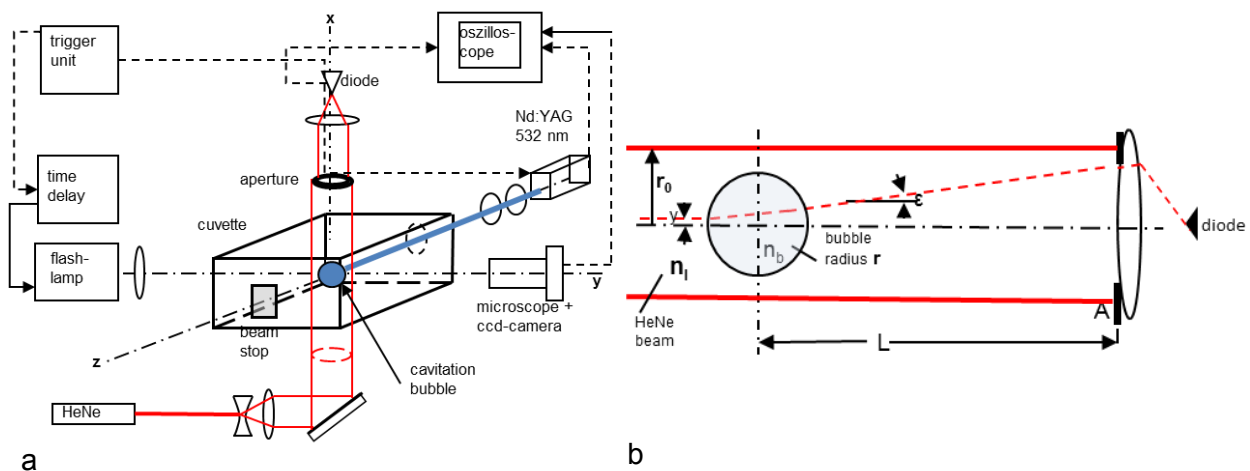 x
trigger
unit
oszillos-
cope
diode
Nd:YAG
532 nm
aperture
time
delay
cuvette
flash-
lamp
y
microscope +
ccd-camera
beam
stop
z
cavitation
bubble
HeNe
a
r0
y
ε
diode
bubble
radius r
nb
nl
HeNe
beam
A
L
b